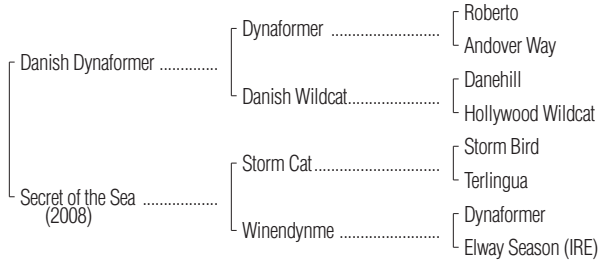 Roberto
Dynaformer ......................
Andover Way
Danish Dynaformer ..............
Danehill
Danish Wildcat......................
Hollywood Wildcat
Storm Bird
Storm Cat..............................
Terlingua
Secret of the Sea ..................
(2008)
Dynaformer
Winendynme ........................
Elway Season (IRE)